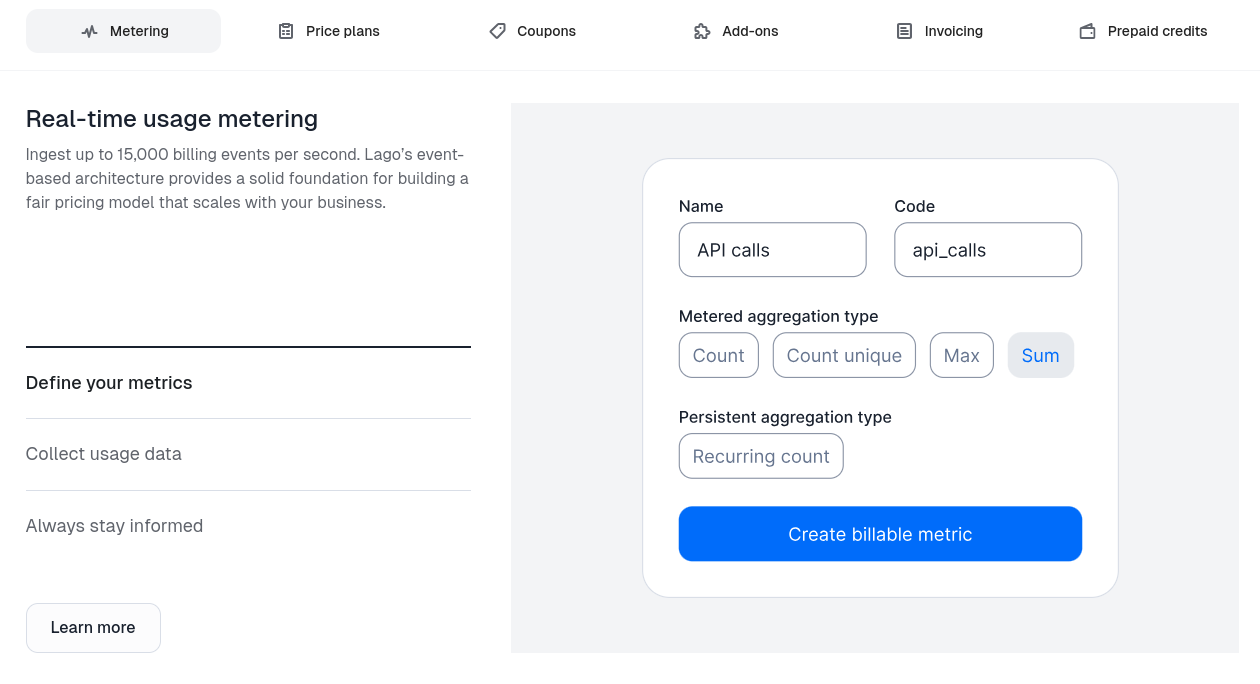 Metering
Price plans
Coupons
Add-ons
Invoicing
Prepaid credits
Real-time usage metering
Ingest up to 15,000 billing events per second. Lago’s event-
based architecture provides a solid foundation for building a
fair pricing model that scales with your business.
Define your metrics
Collect usage data
Always stay informed
Learn more
Name
Code
API calls
api_calls
Metered aggregation type
Count
Count unique
Max
Sum
Persistent aggregation type
Recurring count
Create billable metric